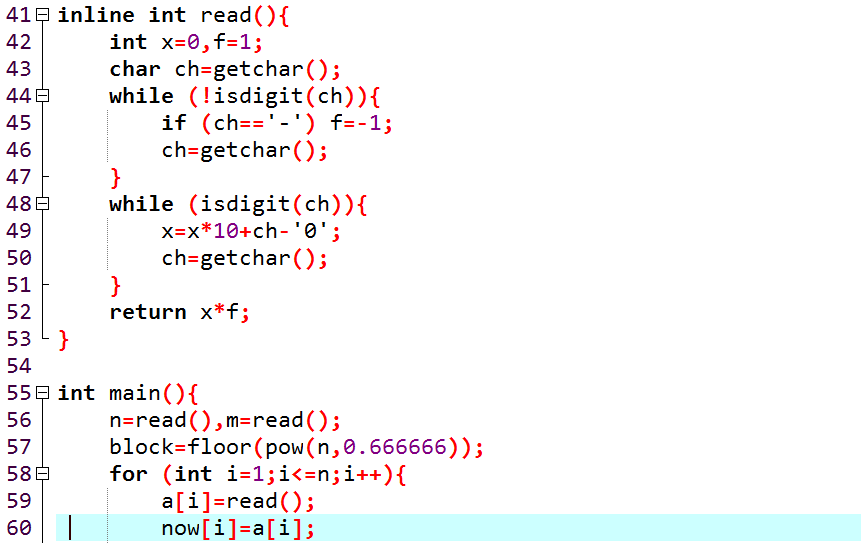 41 inline int read(){
42 int x=0,f=1;
43 char ch=getchar();
44 while (!isdigit(ch)){
45 if (ch=='-') f=-1;
46 ch=getchar();
47 }
48 while (isdigit(ch)){
49 x=x*10+ch-'0';
50 ch=getchar();
51 }
52 return x*f;
53 }
54
55 int main(){
56 n=read(),m=read();
57 block=floor(pow(n,0.666666));
58 for (int i=1;i<=n;i++){
59 a[i]=read();
60 now[i]=a[i];